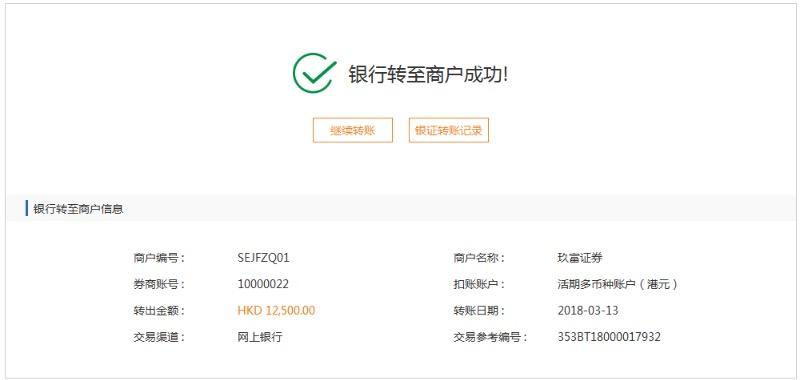 银行转至商户成功!
继续转账 银证转账记录
银行转至商户信息
商户编号: SEJFZQ01 商户名称: 玖富证券
券商账号: 10000022 扣账账户: 活期多币种账户(港元)
转出金额: HKD 12,500.00 转账日期: 2018-03-13
交易渠道: 网上银行 交易参考编号: 353BT18000017932